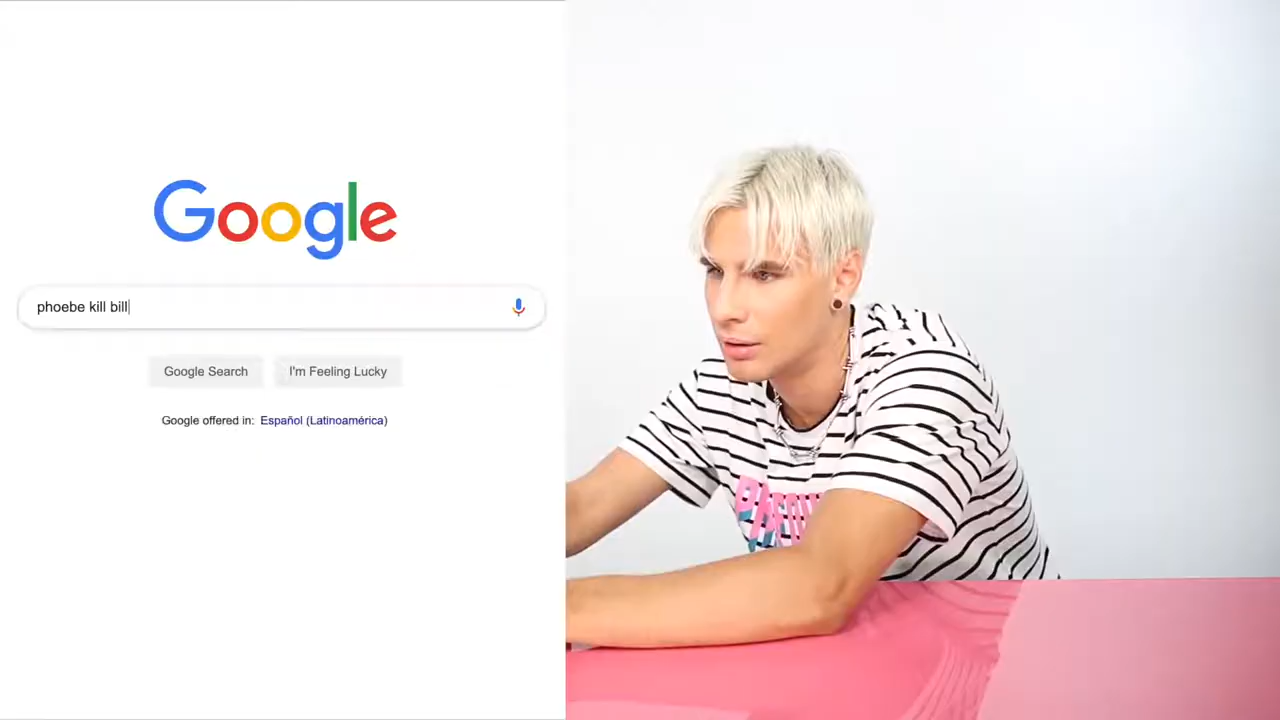 Google
phoebe kill bill
Google Search
I'm Feeling Lucky
Google offered in: Español (Latinoamérica)